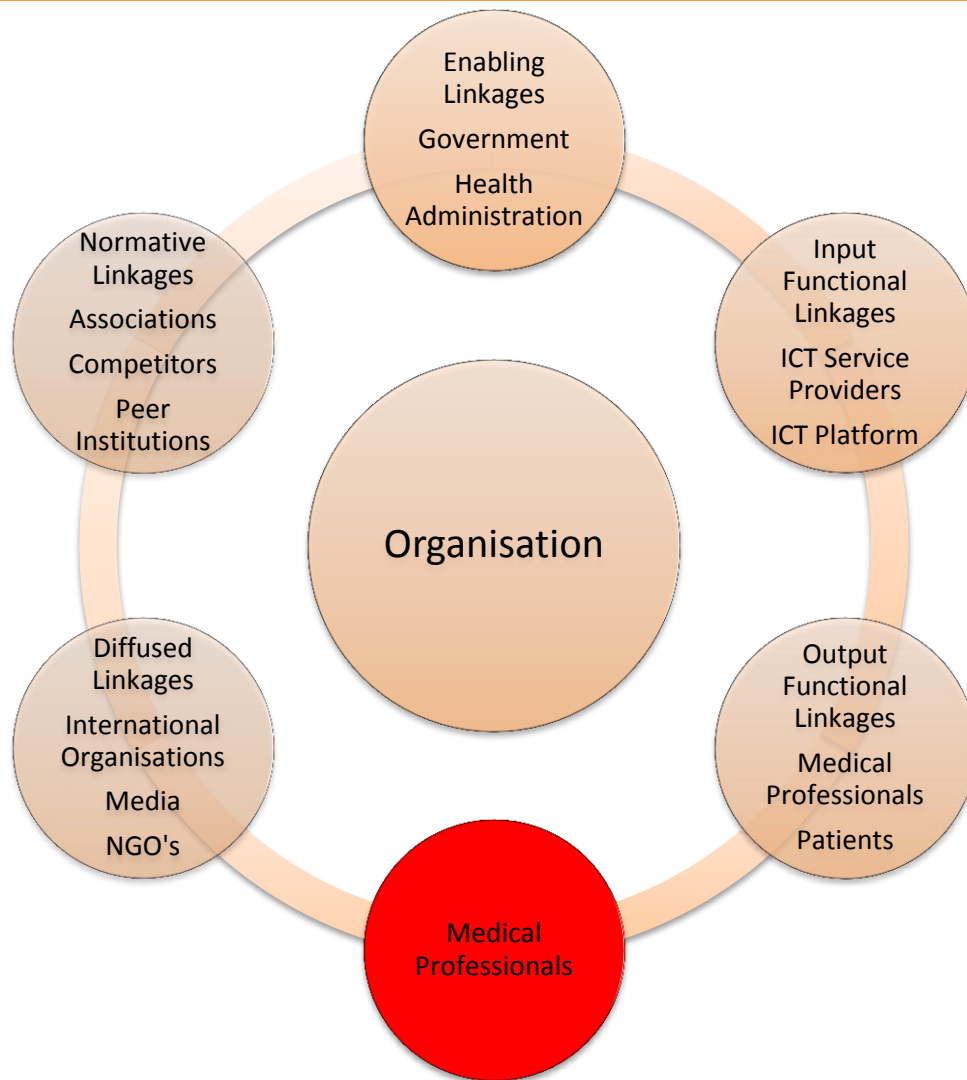 Enabling
Linkages
Government
Health
Administration
Normative
Linkages
Associations
Competitors
Peer
Institutions
Input
Functional
Linkages
ICT Service
Providers
ICT Platform
Organisation
Diffused
Linkages
International
Organisations
Media
NGO's
Output
Functional
Linkages
Medical
Professionals
Patients
Medical
Professionals